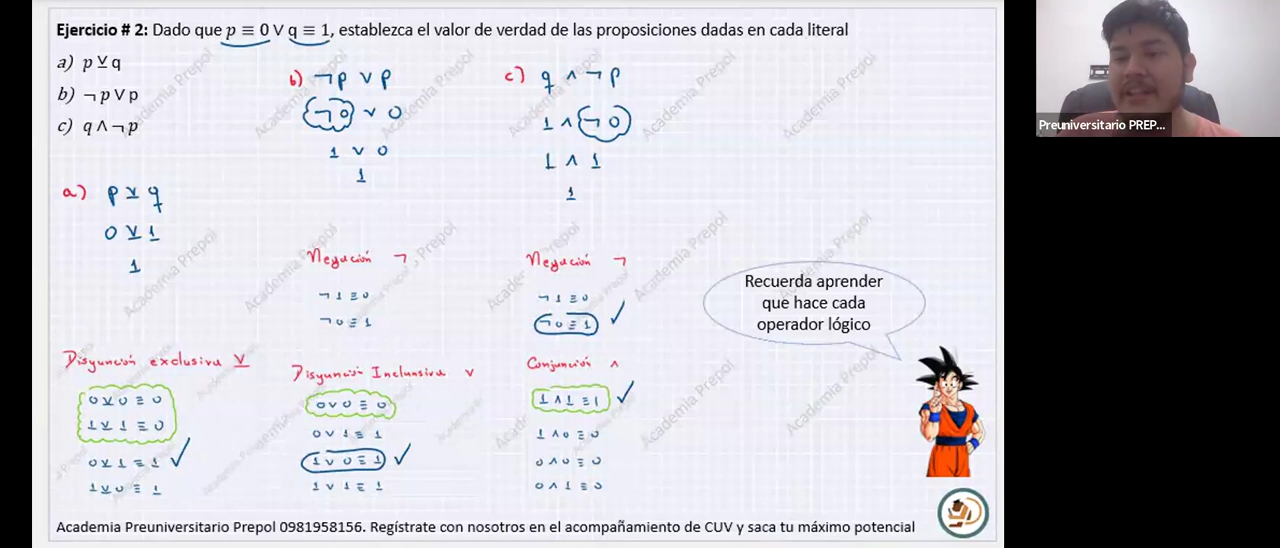 Ejercicio # 2: Dado que p ≡ 0 ∨ q ≡ 1, establezca el valor de verdad de las proposiciones dadas en cada literal
a) p ⊻ q
b) ¬ p ∨ p
c) q ∧ ¬ p
b) ¬p ∨ p
(¬0) ∨ 0
1 ∨ 0
1
c) q ∧ ¬ p
1 ∧ (¬ 0)
1 ∧ 1
1
a) p ⊻ q
0 ⊻ 1
1
Negación ¬
¬ 1 ≡ 0
¬ 0 ≡ 1
Negación ¬
¬ 1 ≡ 0
¬ 0 ≡ 1 ✓
Disyunción exclusiva ⊻
0 ⊻ 0 ≡ 0
1 ⊻ 1 ≡ 0
0 ⊻ 1 ≡ 1 ✓
1 ⊻ 0 ≡ 1
Disyunción Inclunsiva ∨
0 ∨ 0 ≡ 0
0 ∨ 1 ≡ 1
1 ∨ 0 ≡ 1 ✓
1 ∨ 1 ≡ 1
Conjunción ∧
1 ∧ 1 ≡ 1 ✓
1 ∧ 0 ≡ 0
0 ∧ 0 ≡ 0
0 ∧ 1 ≡ 0
Recuerda aprender
que hace cada
operador lógico
Academia Preuniversitario Prepol 0981958156. Regístrate con nosotros en el acompañamiento de CUV y saca tu máximo potencial
Preuniversitario PREP...
Academia Prepol